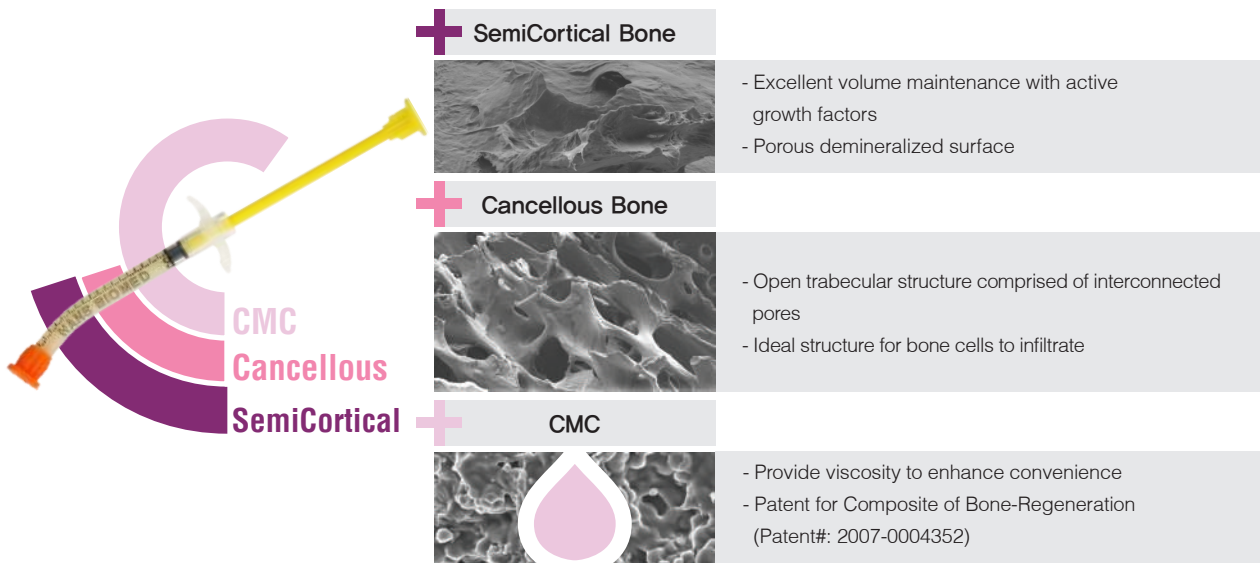 SemiCortical Bone
- Excellent volume maintenance with active
growth factors
- Porous demineralized surface
Cancellous Bone
- Open trabecular structure comprised of interconnected
pores
- Ideal structure for bone cells to infiltrate
CMC
- Provide viscosity to enhance convenience
- Patent for Composite of Bone-Regeneration
(Patent#: 2007-0004352)
HANS BIOMED
CMC
Cancellous
SemiCortical